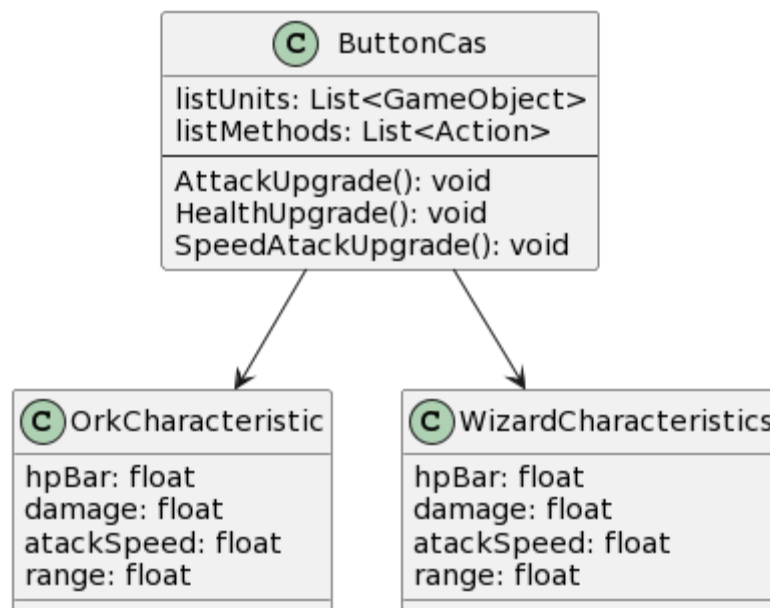 C ButtonCas
listUnits: List<GameObject>
listMethods: List<Action>
AttackUpgrade(): void
HealthUpgrade(): void
SpeedAtackUpgrade(): void
C OrkCharacteristic
hpBar: float
damage: float
atackSpeed: float
range: float
C WizardCharacteristics
hpBar: float
damage: float
atackSpeed: float
range: float